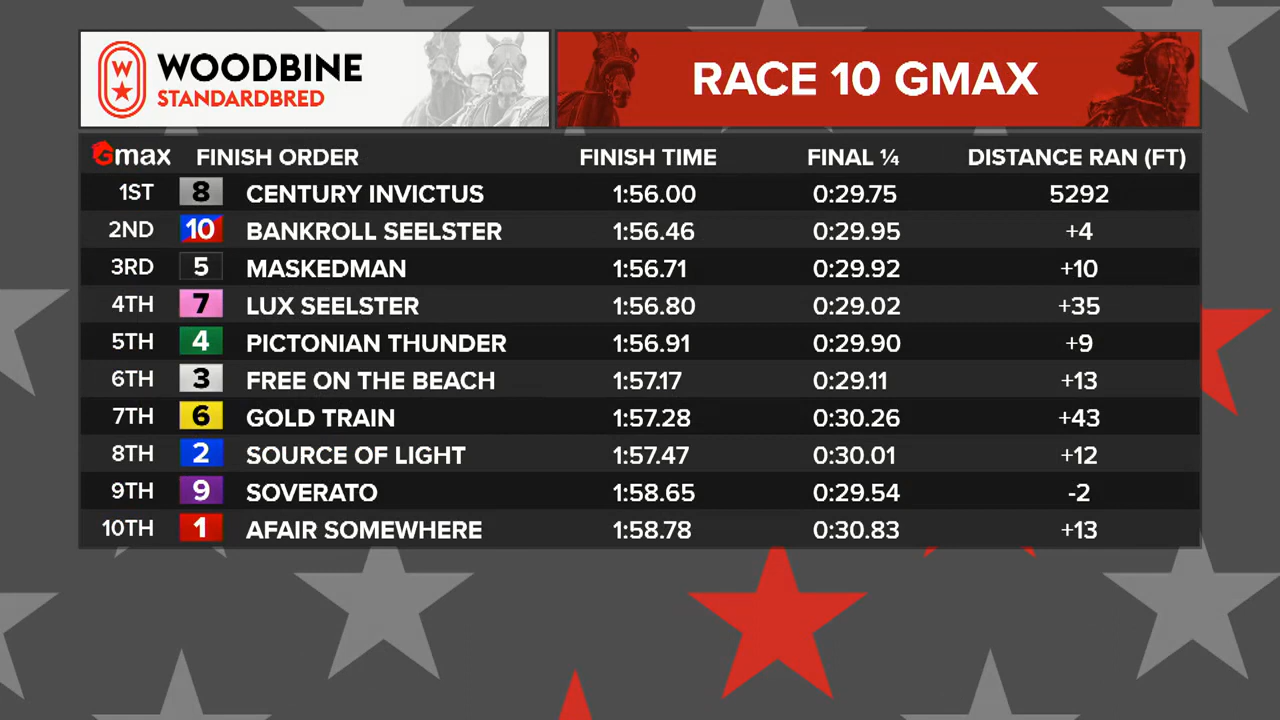 W WOODBINE
STANDARDBRED
RACE 10 GMAX
Gmax FINISH ORDER FINISH TIME FINAL ¼ DISTANCE RAN (FT)
1ST 8 CENTURY INVICTUS 1:56.00 0:29.75 5292
2ND 10 BANKROLL SEELSTER 1:56.46 0:29.95 +4
3RD 5 MASKEDMAN 1:56.71 0:29.92 +10
4TH 7 LUX SEELSTER 1:56.80 0:29.02 +35
5TH 4 PICTONIAN THUNDER 1:56.91 0:29.90 +9
6TH 3 FREE ON THE BEACH 1:57.17 0:29.11 +13
7TH 6 GOLD TRAIN 1:57.28 0:30.26 +43
8TH 2 SOURCE OF LIGHT 1:57.47 0:30.01 +12
9TH 9 SOVERATO 1:58.65 0:29.54 -2
10TH 1 AFAIR SOMEWHERE 1:58.78 0:30.83 +13